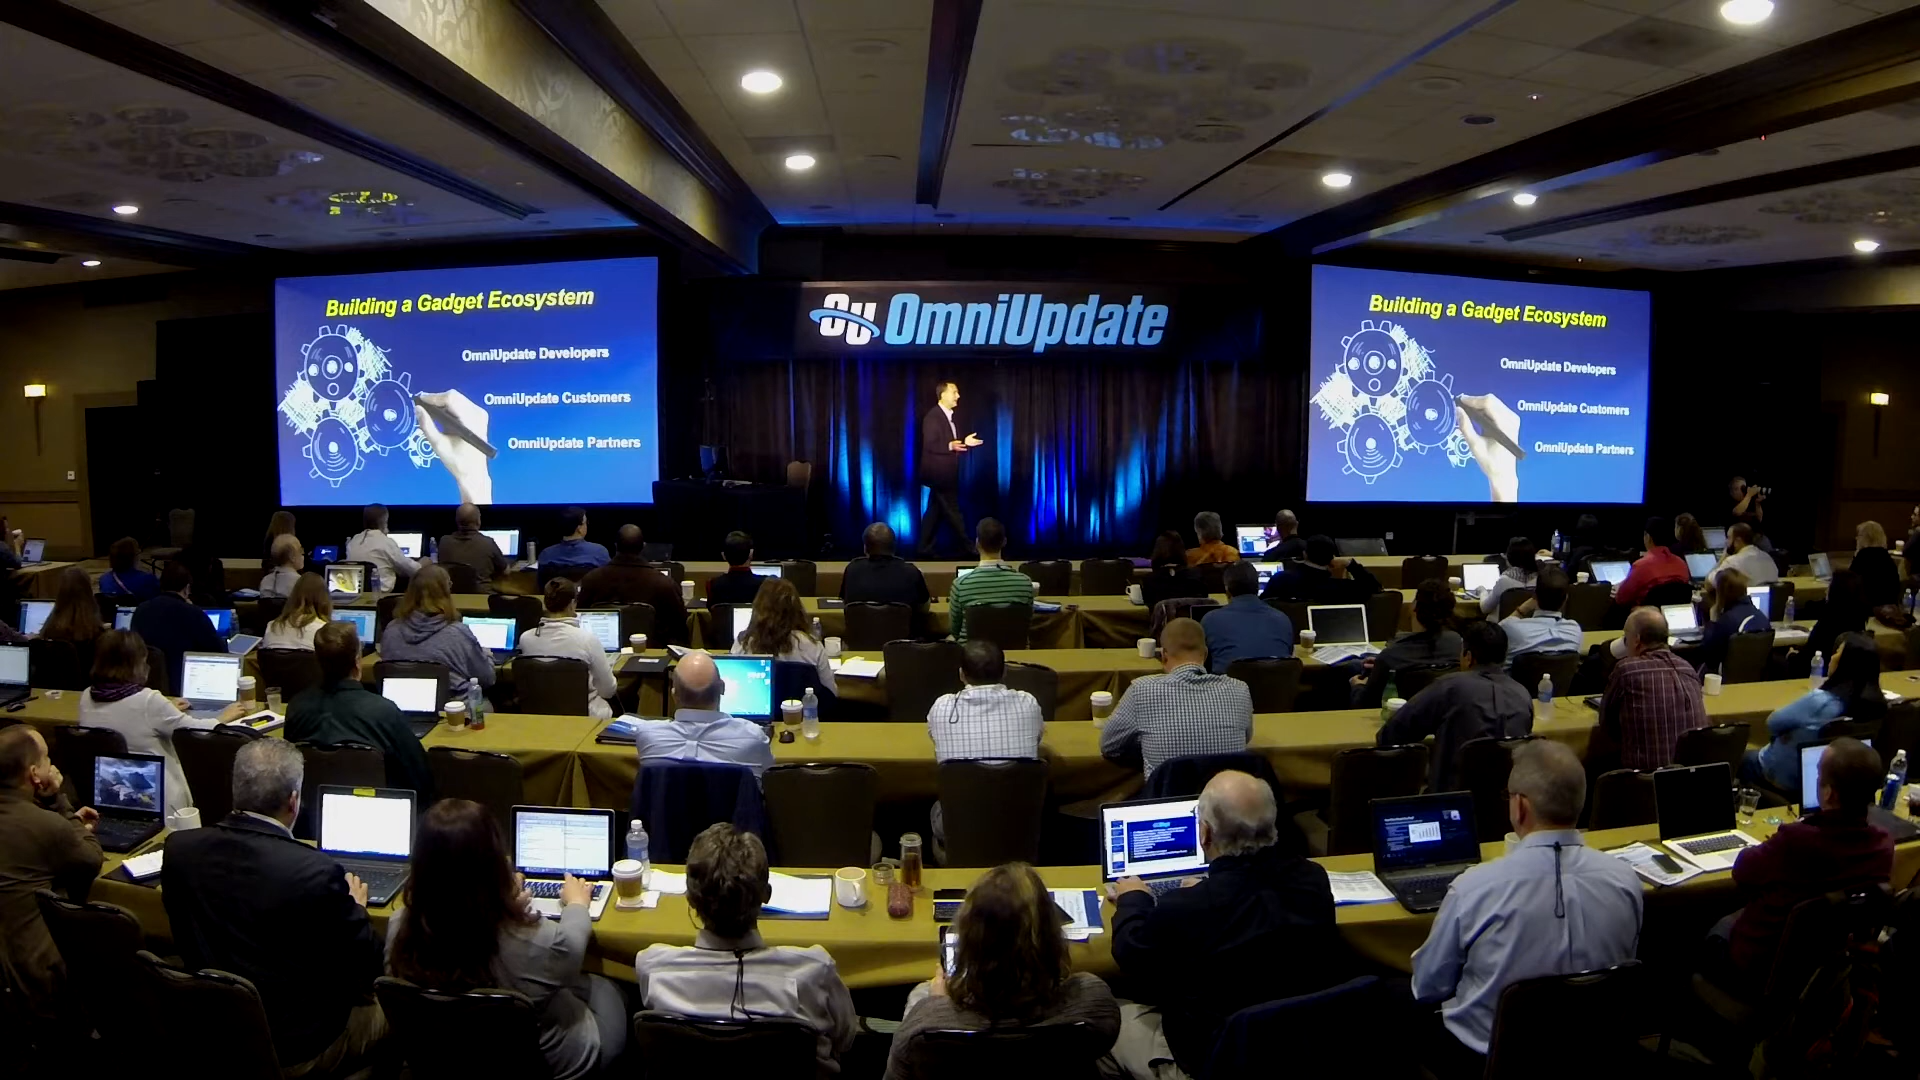 Building a Gadget Ecosystem
OmniUpdate Developers
OmniUpdate Customers
OmniUpdate Partners
OU OmniUpdate
Building a Gadget Ecosystem
OmniUpdate Developers
OmniUpdate Customers
OmniUpdate Partners